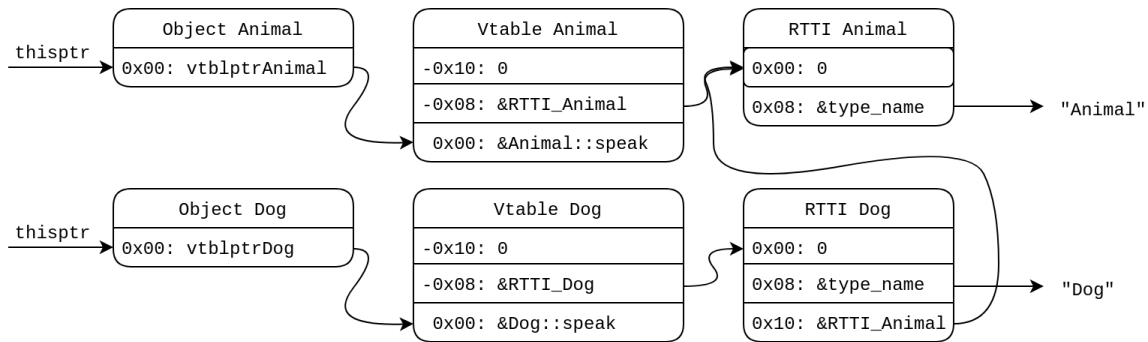 Object Animal
thisptr
0x00: vtblptrAnimal
Vtable Animal
-0x10: 0
-0x08: &RTTI_Animal
0x00: &Animal::speak
RTTI Animal
0x00: 0
0x08: &type_name
"Animal"
Object Dog
thisptr
0x00: vtblptrDog
Vtable Dog
-0x10: 0
-0x08: &RTTI_Dog
0x00: &Dog::speak
RTTI Dog
0x00: 0
0x08: &type_name
0x10: &RTTI_Animal
"Dog"